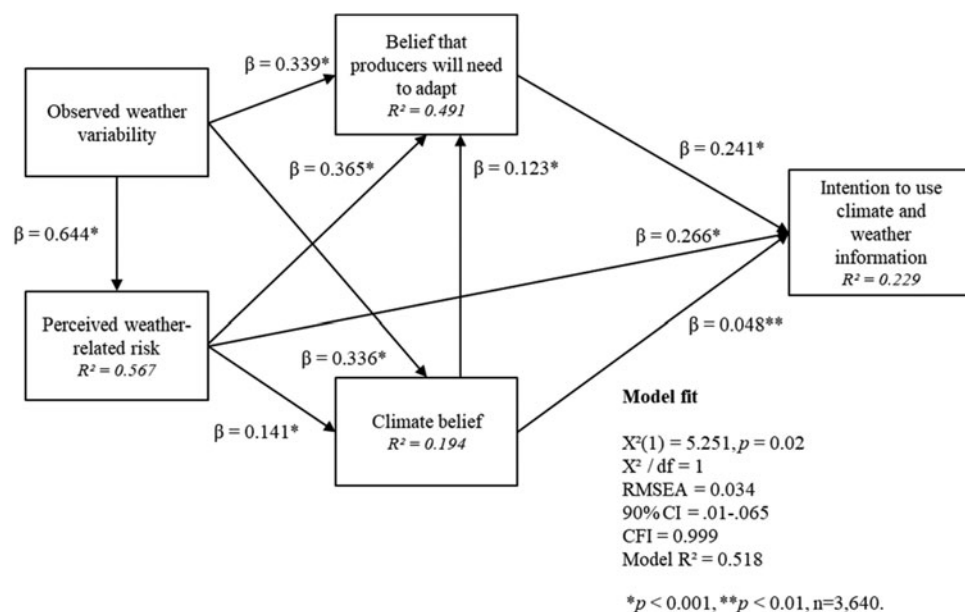 Belief that
producers will need
to adapt
R² = 0.491
β = 0.339*
Observed weather
variability
β = 0.365*
β = 0.123*
β = 0.241*
Intention to use
climate and
weather
information
R² = 0.229
β = 0.644*
β = 0.266*
Perceived weather-
related risk
R² = 0.567
β = 0.336*
β = 0.048**
β = 0.141*
Climate belief
R² = 0.194
Model fit
X²(1) = 5.251, p = 0.02
X² / df = 1
RMSEA = 0.034
90% CI = .01-.065
CFI = 0.999
Model R² = 0.518
*p < 0.001, **p < 0.01, n=3,640.